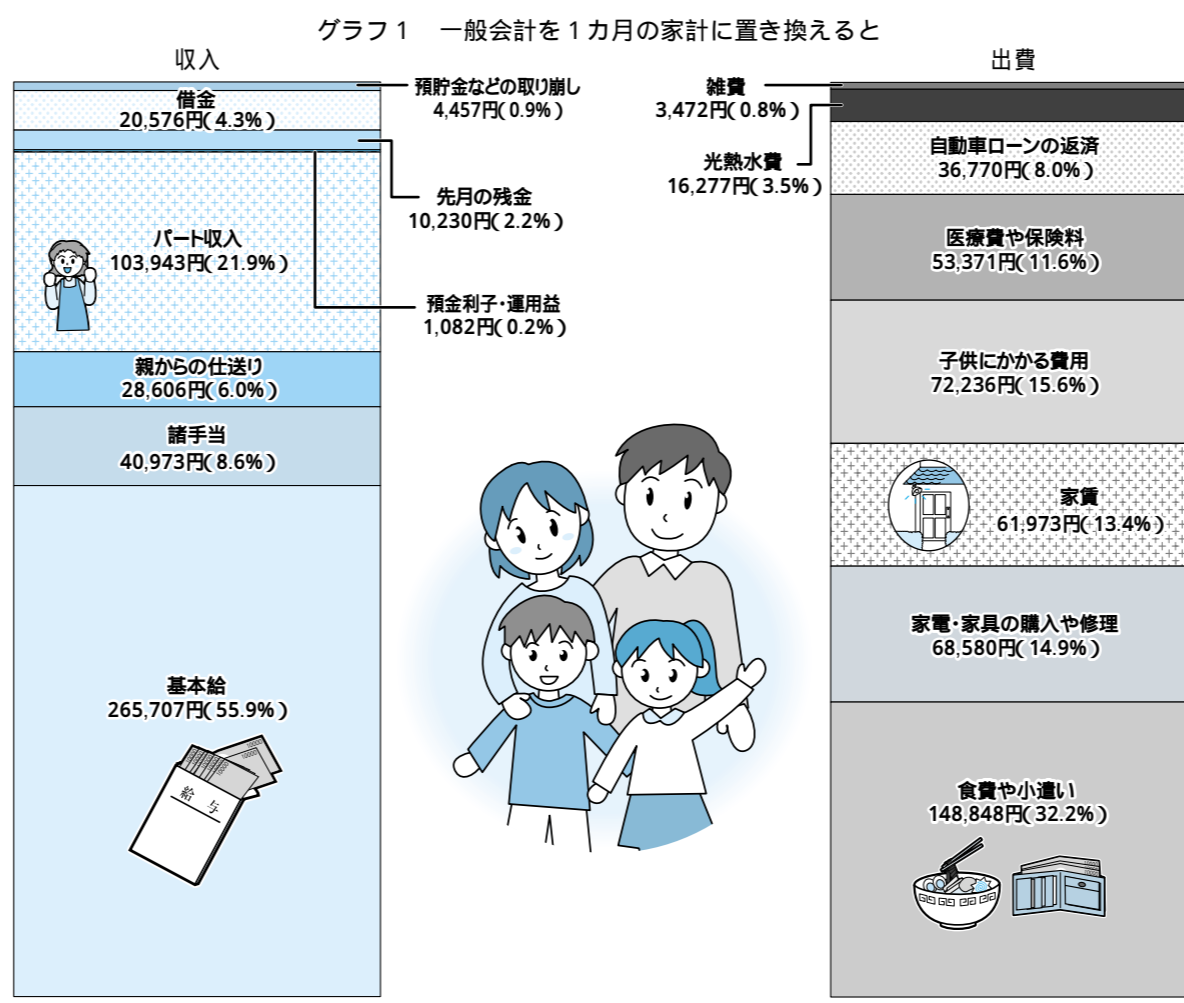 グラフ1　一般会計を1カ月の家計に置き換えると
収入
預貯金などの取り崩し
4,457円(0.9%)
借金
20,576円(4.3%)
先月の残金
10,230円(2.2%)
パート収入
103,943円(21.9%)
預金利子・運用益
1,082円(0.2%)
親からの仕送り
28,606円(6.0%)
諸手当
40,973円(8.6%)
基本給
265,707円(55.9%)
給与
出費
雑費
3,472円(0.8%)
光熱水費
16,277円(3.5%)
自動車ローンの返済
36,770円(8.0%)
医療費や保険料
53,371円(11.6%)
子供にかかる費用
72,236円(15.6%)
家賃
61,973円(13.4%)
家電・家具の購入や修理
68,580円(14.9%)
食費や小遣い
148,848円(32.2%)